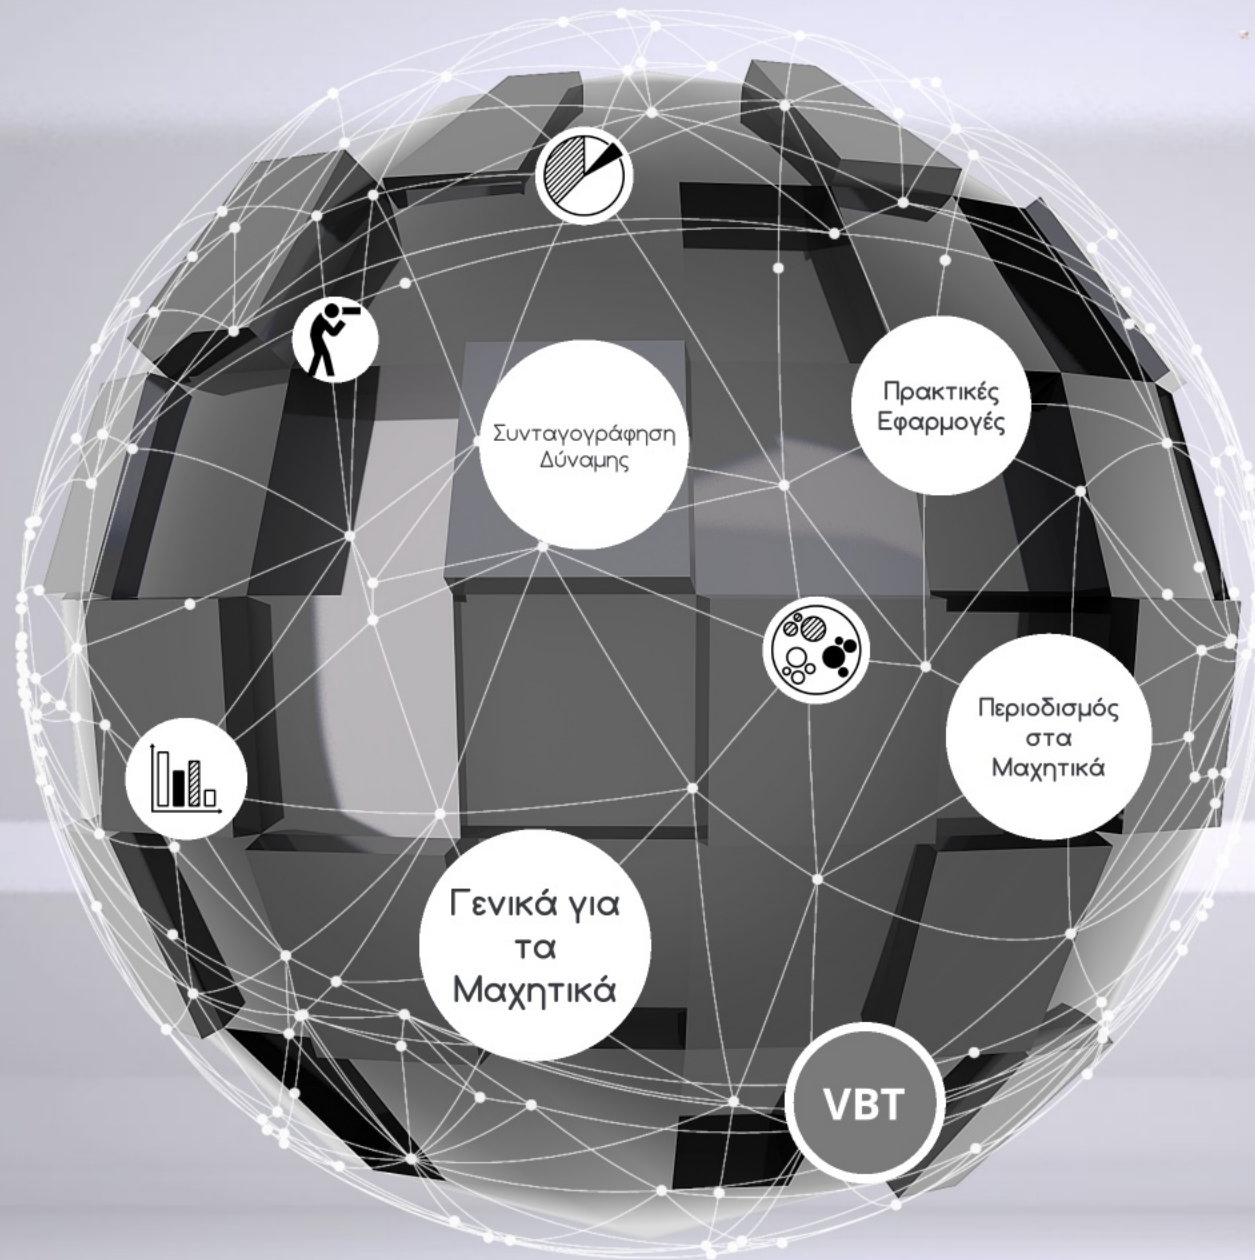 Πρακτικές
Εφαρμογές
Συνταγογράφηση
Δύναμης
Περιοδισμός
στα
Μαχητικά
Γενικά για
τα
Μαχητικά
VBT